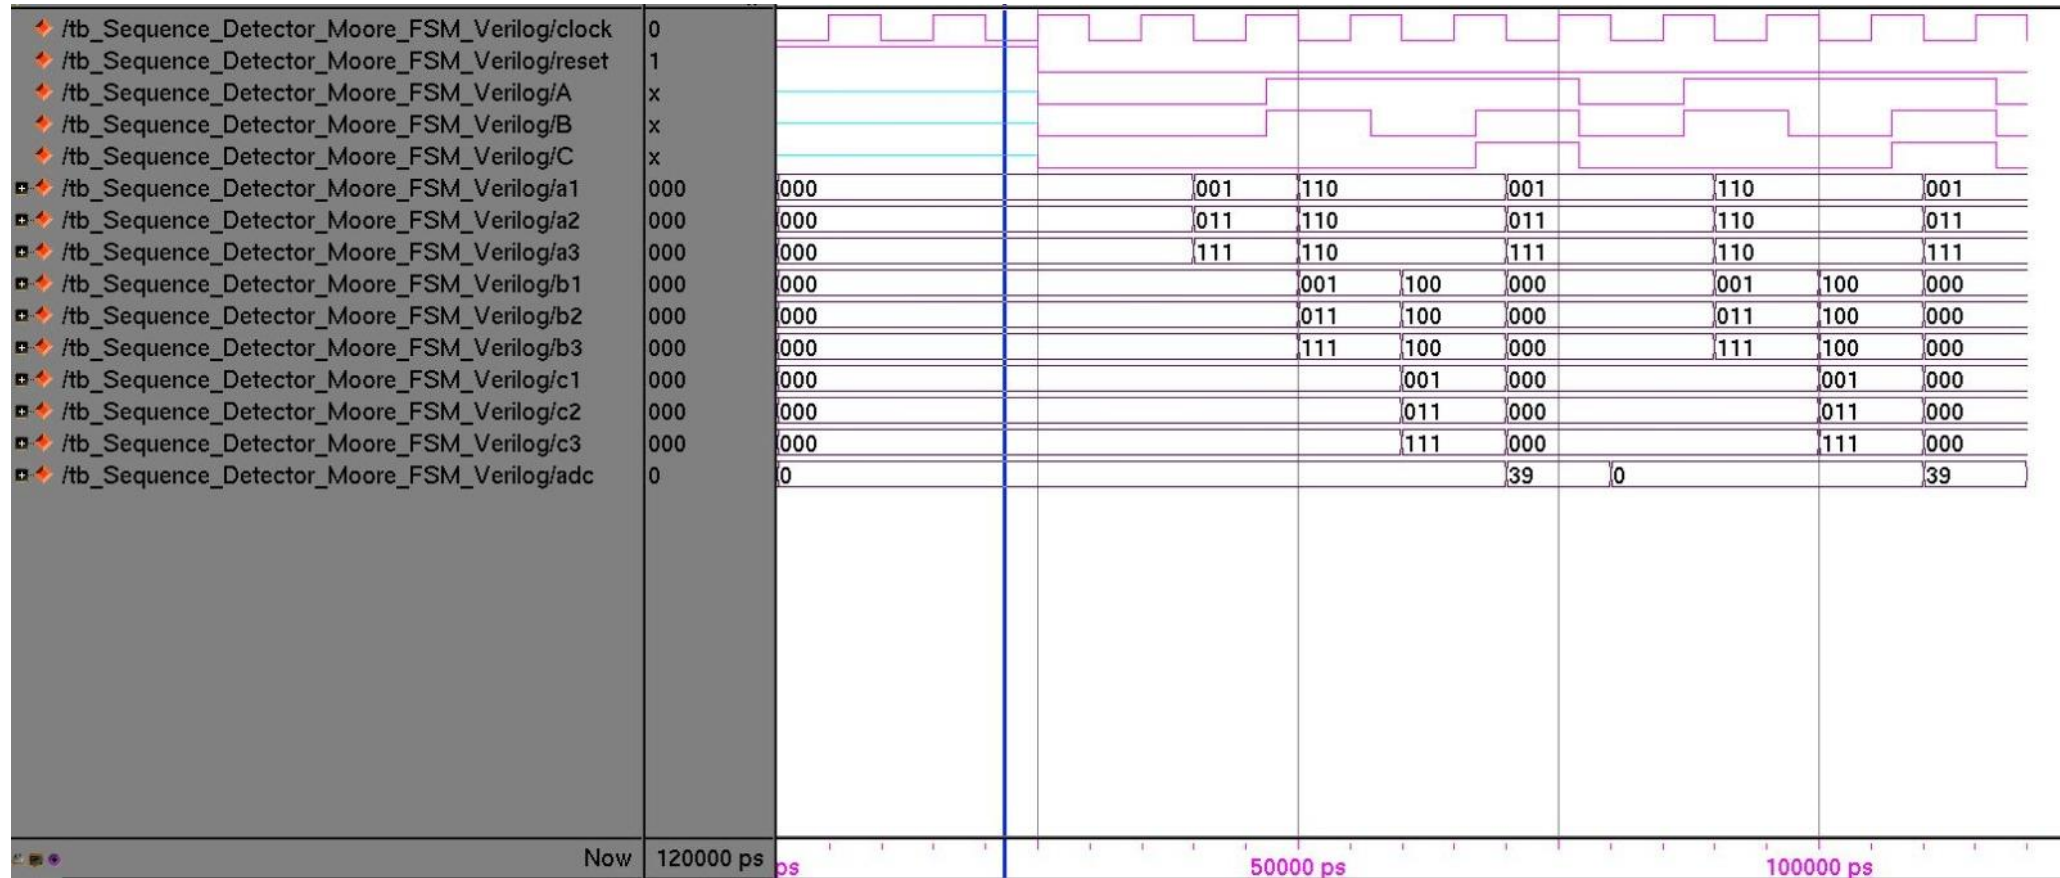 /tb_Sequence_Detector_Moore_FSM_Verilog/clock 0
/tb_Sequence_Detector_Moore_FSM_Verilog/reset 1
/tb_Sequence_Detector_Moore_FSM_Verilog/A x
/tb_Sequence_Detector_Moore_FSM_Verilog/B x
/tb_Sequence_Detector_Moore_FSM_Verilog/C x
/tb_Sequence_Detector_Moore_FSM_Verilog/a1 000 000 001 110 001 110 001
/tb_Sequence_Detector_Moore_FSM_Verilog/a2 000 000 011 110 011 110 011
/tb_Sequence_Detector_Moore_FSM_Verilog/a3 000 000 111 110 111 110 111
/tb_Sequence_Detector_Moore_FSM_Verilog/b1 000 000 001 100 000 001 100 000
/tb_Sequence_Detector_Moore_FSM_Verilog/b2 000 000 011 100 000 011 100 000
/tb_Sequence_Detector_Moore_FSM_Verilog/b3 000 000 111 100 000 111 100 000
/tb_Sequence_Detector_Moore_FSM_Verilog/c1 000 000 001 000 001 000
/tb_Sequence_Detector_Moore_FSM_Verilog/c2 000 000 011 000 011 000
/tb_Sequence_Detector_Moore_FSM_Verilog/c3 000 000 111 000 111 000
/tb_Sequence_Detector_Moore_FSM_Verilog/adc 0 0 39 0 39
Now 120000 ps ps 50000 ps 100000 ps